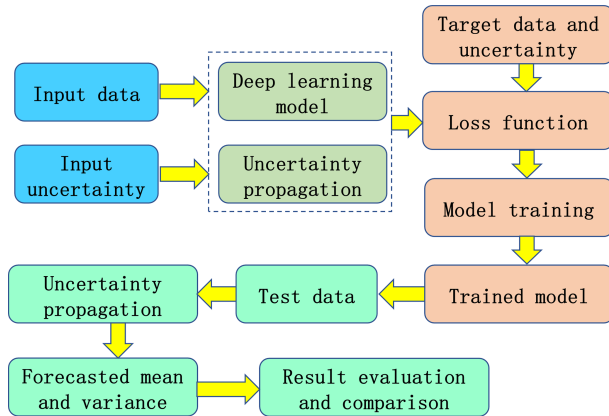 Target data and
uncertainty
Input data
Deep learning
model
Loss function
Input
uncertainty
Uncertainty
propagation
Model training
Uncertainty
propagation
Test data
Trained model
Forecasted mean
and variance
Result evaluation
and comparison